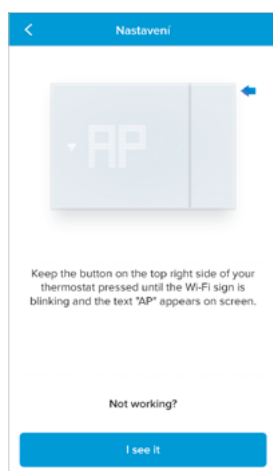 Nastavení
AP
Keep the button on the top right side of your
thermostat pressed until the Wi-Fi sign is
blinking and the text "AP" appears on screen.
Not working?
I see it